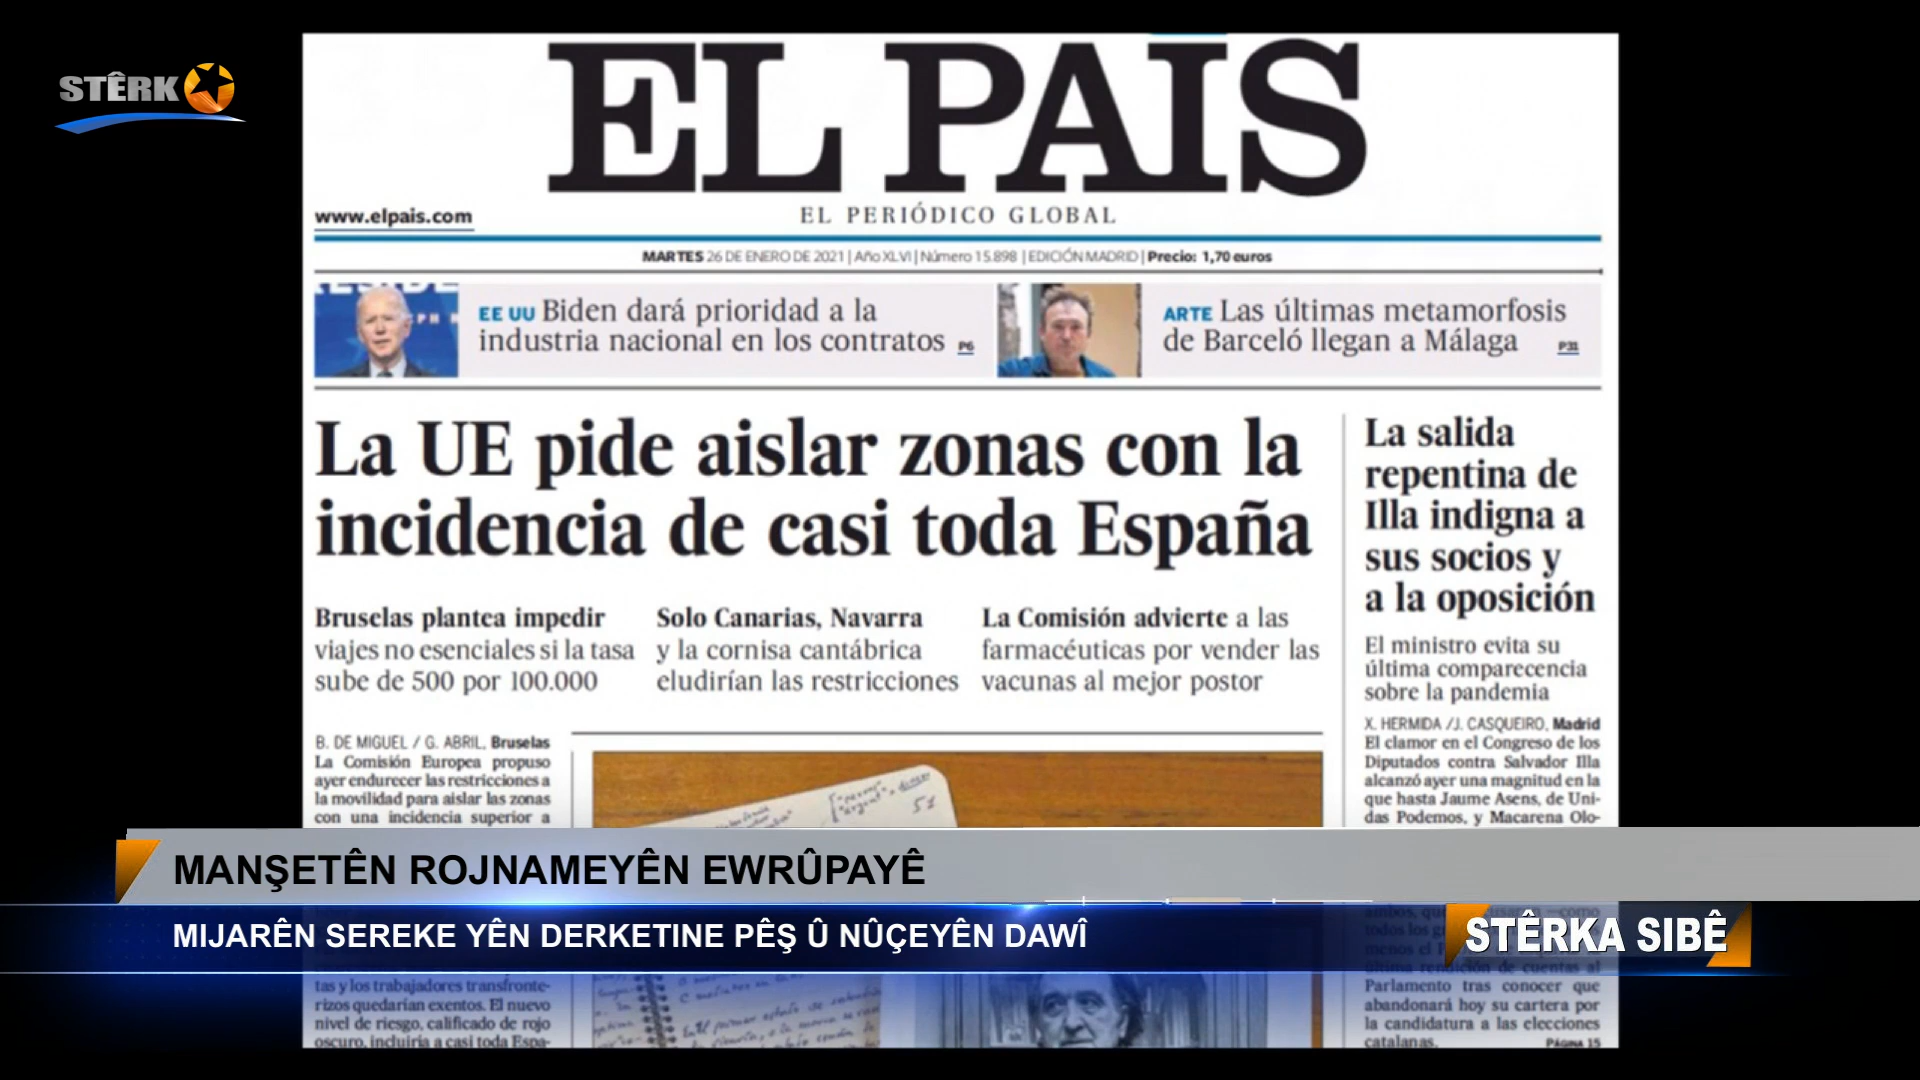 STÊRK
EL PAÍS
www.elpais.com
EL PERIÓDICO GLOBAL
MARTES 26 DE ENERO DE 2021 | Año XLVI | Número 15.898 | EDICIÓN MADRID | Precio: 1,70 euros
EE UU Biden dará prioridad a la
industria nacional en los contratos P6
ARTE Las últimas metamorfosis
de Barceló llegan a Málaga P31
La UE pide aislar zonas con la
incidencia de casi toda España
Bruselas plantea impedir
viajes no esenciales si la tasa
sube de 500 por 100.000
Solo Canarias, Navarra
y la cornisa cantábrica
eludirían las restricciones
La Comisión advierte a las
farmacéuticas por vender las
vacunas al mejor postor
B. DE MIGUEL / G. ABRIL, Bruselas
La Comisión Europea propuso
ayer endurecer las restricciones a
la movilidad para aislar las zonas
con una incidencia superior a
tas y los trabajadores transfronte-
rizos quedarían exentos. El nuevo
nivel de riesgo, calificado de rojo
oscuro, incluiría a casi toda Espa-
La salida
repentina de
Illa indigna a
sus socios y
a la oposición
El ministro evita su
última comparecencia
sobre la pandemia
X. HERMIDA / J. CASQUEIRO, Madrid
El clamor en el Congreso de los
Diputados contra Salvador Illa
alcanzó ayer una magnitud en la
que hasta Jaume Asens, de Uni-
das Podemos, y Macarena Olo-
última rendición de cuentas al
Parlamento tras conocer que
abandonará hoy su cartera por
la candidatura a las elecciones
catalanas. PÁGINA 15
MANŞETÊN ROJNAMEYÊN EWRÛPAYÊ
MIJARÊN SEREKE YÊN DERKETINE PÊŞ Û NÛÇEYÊN DAWÎ
STÊRKA SIBÊ